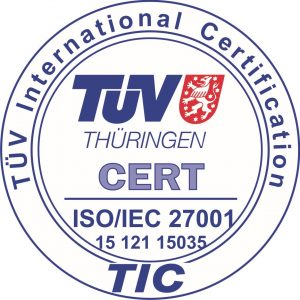 TÜV International Certification
TÜV
THÜRINGEN
CERT
ISO/IEC 27001
15 121 15035
TIC